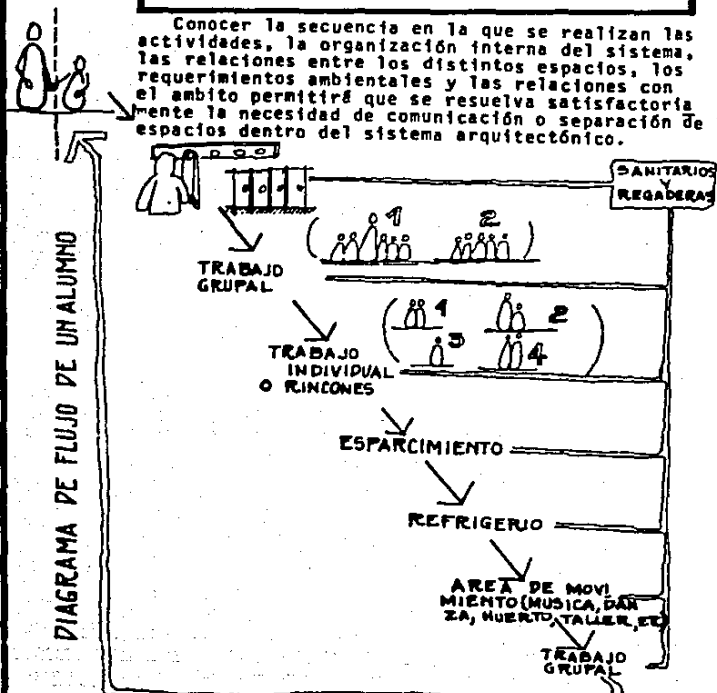 Conocer la secuencia en la que se realizan las
actividades, la organización interna del sistema,
las relaciones entre los distintos espacios, los
requerimientos ambientales y las relaciones con
el ambito permitirá que se resuelva satisfactoria
mente la necesidad de comunicación o separación de
espacios dentro del sistema arquitectónico.
SANITARIOS
Y
REGADERAS
1 2
TRABAJO
GRUPAL
1 2
3 4
TRABAJO
INDIVIDUAL
O RINCONES
ESPARCIMIENTO
REFRIGERIO
AREA DE MOVI
MIENTO (MUSICA, DAN
ZA, HUERTO, TALLER, ET)
TRABAJO
GRUPAL
DIAGRAMA DE FLUJO DE UN ALUMNO